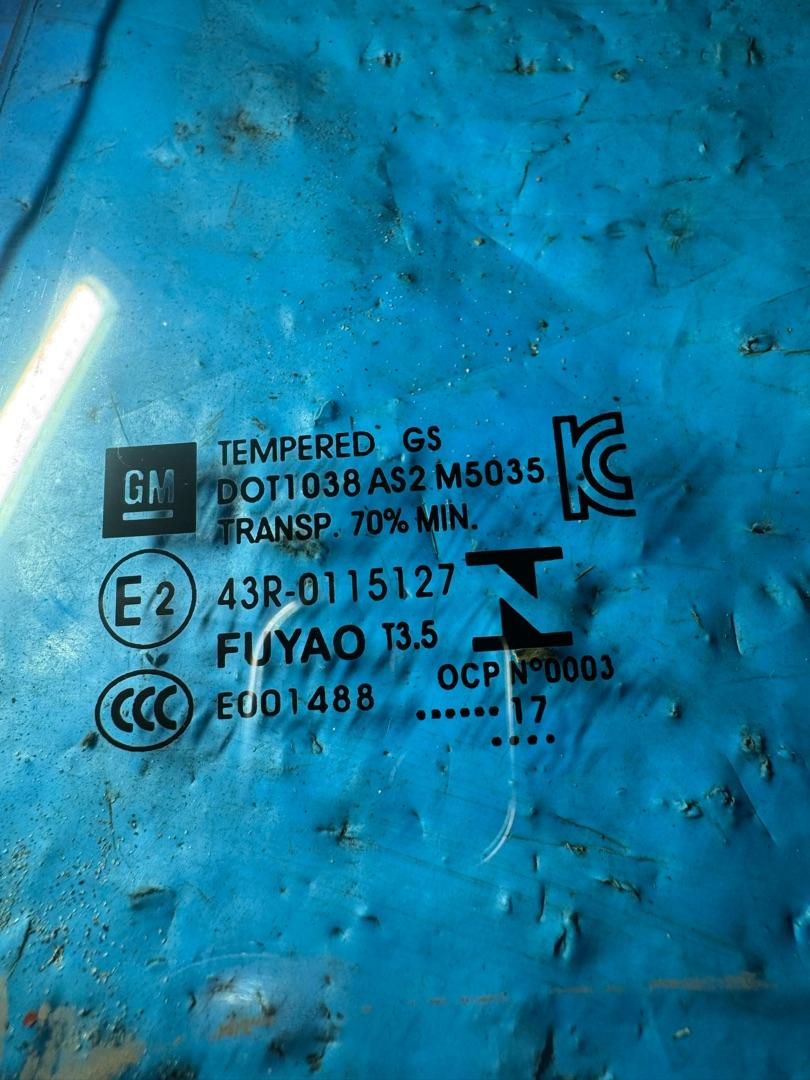 GM
TEMPERED GS
DOT1038 AS2 M5035
TRANSP. 70% MIN.
E2
43R-0115127
FUYAO T3.5
OCP N°0003
CCC
E001488
...... 17
....